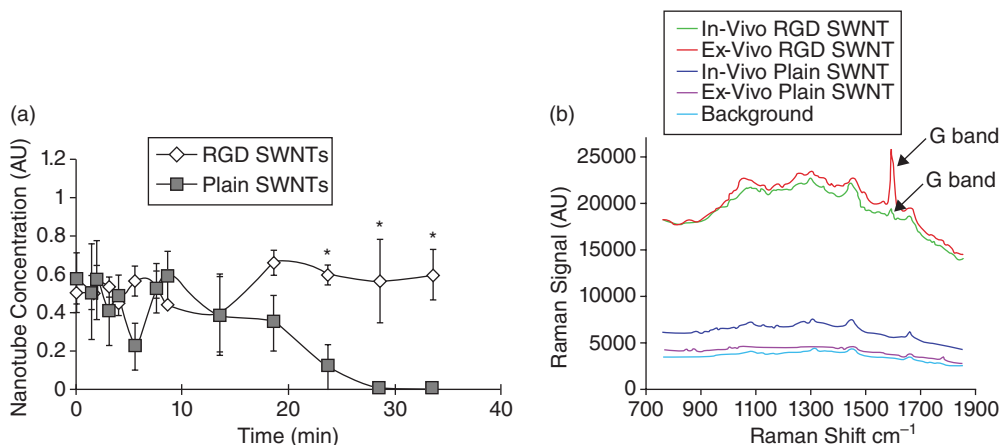 (a)
RGD SWNTs
Plain SWNTs
Nanotube Concentration (AU)
1.2
1
0.8
0.6
0.4
0.2
0
* * *
0 10 20 30 40
Time (min)
(b)
In-Vivo RGD SWNT
Ex-Vivo RGD SWNT
In-Vivo Plain SWNT
Ex-Vivo Plain SWNT
Background
G band
G band
Raman Signal (AU)
25000
20000
15000
10000
5000
0
700 900 1100 1300 1500 1700 1900
Raman Shift cm⁻¹